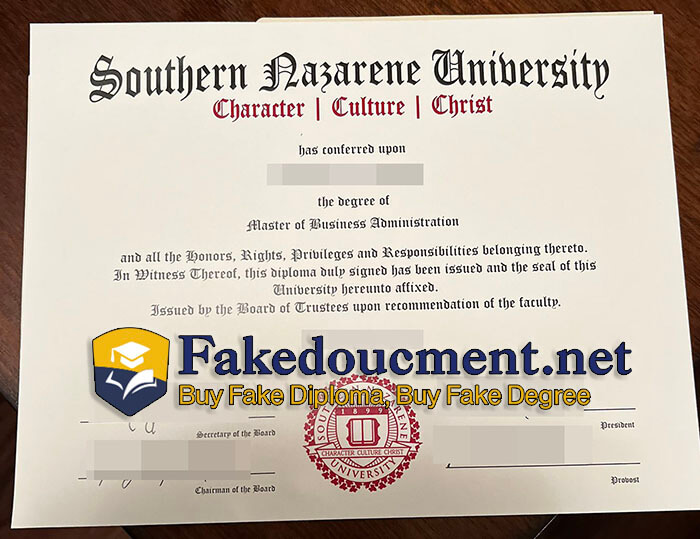 Southern Nazarene University
Character | Culture | Christ
has conferred upon
the degree of
Master of Business Administration
and all the Honors, Rights, Privileges and Responsibilities belonging thereto.
In Witness Thereof, this diploma duly signed has been issued and the seal of this
University hereunto affixed.
Issued by the Board of Trustees upon recommendation of the faculty.
Fakedoucment.net
Buy Fake Diploma, Buy Fake Degree
SOUTHERN NAZARENE
1899
CHARACTER CULTURE CHRIST
UNIVERSITY
Secretary of the Board
President
Chairman of the Board
Provost